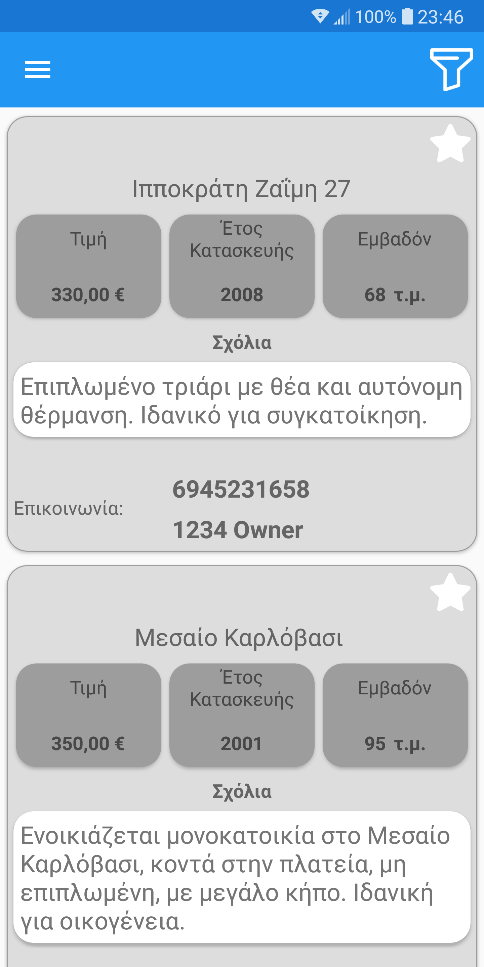 100% 23:46
Ιπποκράτη Ζαΐμη 27
Τιμή
330,00 €
Έτος
Κατασκευής
2008
Εμβαδόν
68 τ.μ.
Σχόλια
Επιπλωμένο τριάρι με θέα και αυτόνομη
θέρμανση. Ιδανικό για συγκατοίκηση.
Επικοινωνία:
6945231658
1234 Owner
Μεσαίο Καρλόβασι
Τιμή
350,00 €
Έτος
Κατασκευής
2001
Εμβαδόν
95 τ.μ.
Σχόλια
Ενοικιάζεται μονοκατοικία στο Μεσαίο
Καρλόβασι, κοντά στην πλατεία, μη
επιπλωμένη, με μεγάλο κήπο. Ιδανική
για οικογένεια.